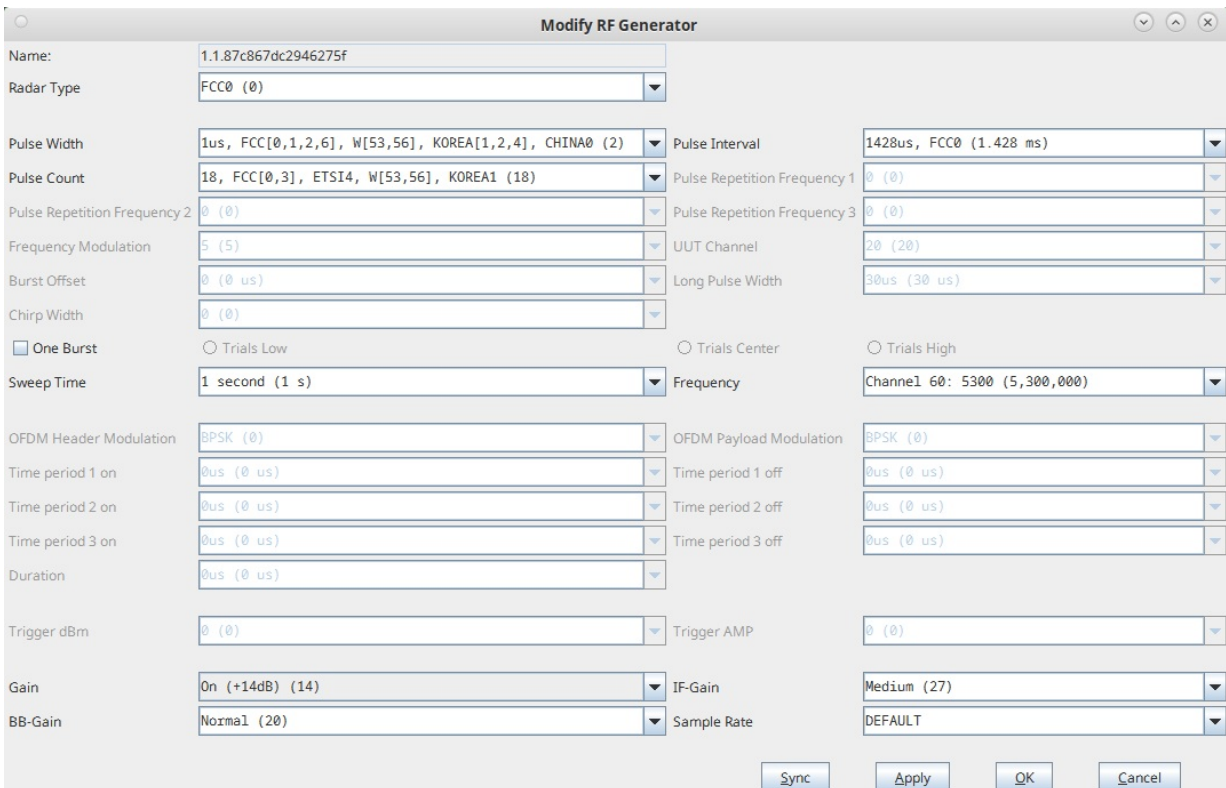 Modify RF Generator
Name: 1.1.87c867dc2946275f
Radar Type FCC0 (0)
Pulse Width 1us, FCC[0,1,2,6], W[53,56], KOREA[1,2,4], CHINA0 (2) Pulse Interval 1428us, FCC0 (1.428 ms)
Pulse Count 18, FCC[0,3], ETSI4, W[53,56], KOREA1 (18) Pulse Repetition Frequency 1 0 (0)
Pulse Repetition Frequency 2 0 (0) Pulse Repetition Frequency 3 0 (0)
Frequency Modulation 5 (5) UUT Channel 20 (20)
Burst Offset 0 (0 us) Long Pulse Width 30us (30 us)
Chirp Width 0 (0)
One Burst Trials Low Trials Center Trials High
Sweep Time 1 second (1 s) Frequency Channel 60: 5300 (5,300,000)
OFDM Header Modulation BPSK (0) OFDM Payload Modulation BPSK (0)
Time period 1 on 0us (0 us) Time period 1 off 0us (0 us)
Time period 2 on 0us (0 us) Time period 2 off 0us (0 us)
Time period 3 on 0us (0 us) Time period 3 off 0us (0 us)
Duration 0us (0 us)
Trigger dBm 0 (0) Trigger AMP 0 (0)
Gain On (+14dB) (14) IF-Gain Medium (27)
BB-Gain Normal (20) Sample Rate DEFAULT
Sync Apply OK Cancel